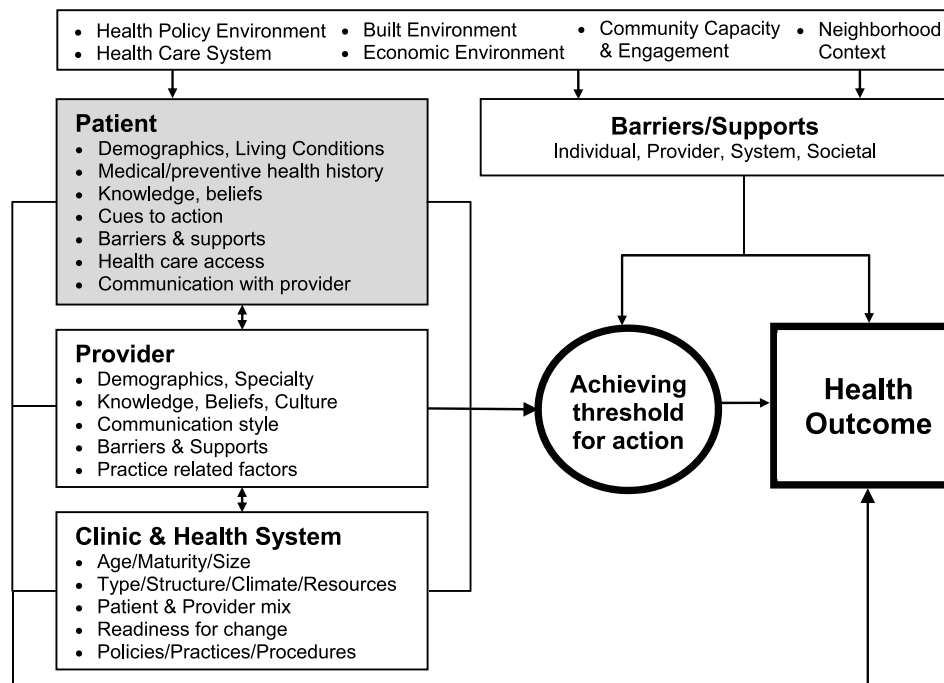 • Health Policy Environment • Built Environment • Community Capacity • Neighborhood
• Health Care System • Economic Environment & Engagement Context
Patient
• Demographics, Living Conditions
• Medical/preventive health history
• Knowledge, beliefs
• Cues to action
• Barriers & supports
• Health care access
• Communication with provider
Barriers/Supports
Individual, Provider, System, Societal
Provider
• Demographics, Specialty
• Knowledge, Beliefs, Culture
• Communication style
• Barriers & Supports
• Practice related factors
Achieving
threshold
for action
Health
Outcome
Clinic & Health System
• Age/Maturity/Size
• Type/Structure/Climate/Resources
• Patient & Provider mix
• Readiness for change
• Policies/Practices/Procedures